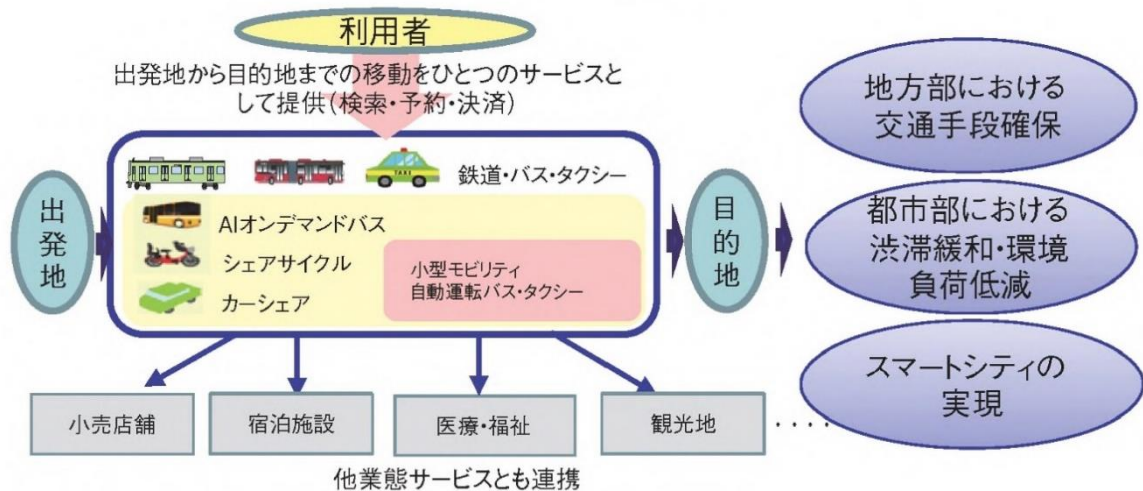 利用者
出発地から目的地までの移動をひとつのサービスと
して提供(検索・予約・決済)
出発地
TAXI
鉄道・バス・タクシー
AIオンデマンドバス
シェアサイクル
カーシェア
小型モビリティ
自動運転バス・タクシー
目的地
地方部における
交通手段確保
都市部における
渋滞緩和・環境
負荷低減
スマートシティの
実現
小売店舗
宿泊施設
医療・福祉
観光地
....
他業態サービスとも連携